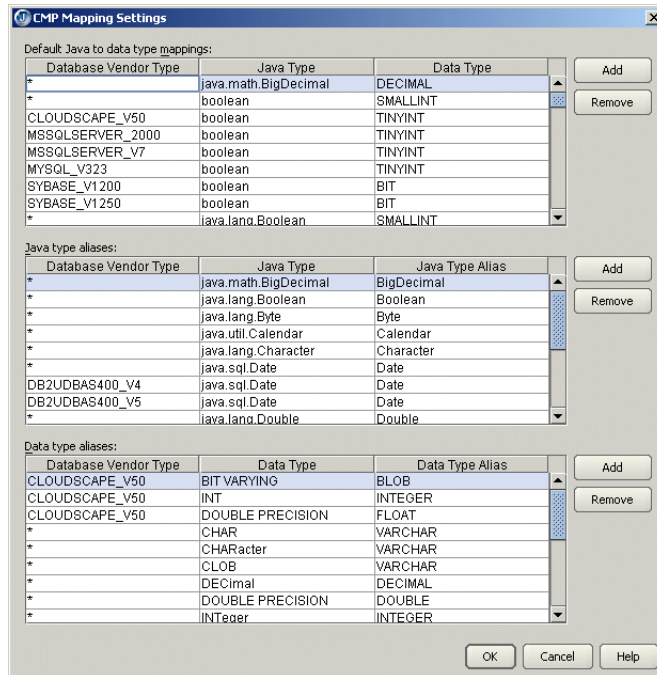 CMP Mapping Settings
Default Java to data type mappings:
Database Vendor Type Java Type Data Type
* java.math.BigDecimal DECIMAL
* boolean SMALLINT
CLOUDSCAPE_V50 boolean TINYINT
MSSQLSERVER_2000 boolean TINYINT
MSSQLSERVER_V7 boolean TINYINT
MYSQL_V323 boolean TINYINT
SYBASE_V1200 boolean BIT
SYBASE_V1250 boolean BIT
* java.lang.Boolean SMALLINT
Add
Remove
Java type aliases:
Database Vendor Type Java Type Java Type Alias
* java.math.BigDecimal BigDecimal
* java.lang.Boolean Boolean
* java.lang.Byte Byte
* java.util.Calendar Calendar
* java.lang.Character Character
* java.sql.Date Date
DB2UDBAS400_V4 java.sql.Date Date
DB2UDBAS400_V5 java.sql.Date Date
* java.lang.Double Double
Add
Remove
Data type aliases:
Database Vendor Type Data Type Data Type Alias
CLOUDSCAPE_V50 BIT VARYING BLOB
CLOUDSCAPE_V50 INT INTEGER
CLOUDSCAPE_V50 DOUBLE PRECISION FLOAT
* CHAR VARCHAR
* CHARacter VARCHAR
* CLOB VARCHAR
* DECimal DECIMAL
* DOUBLE PRECISION DOUBLE
* INTeger INTEGER
Add
Remove
OK Cancel Help